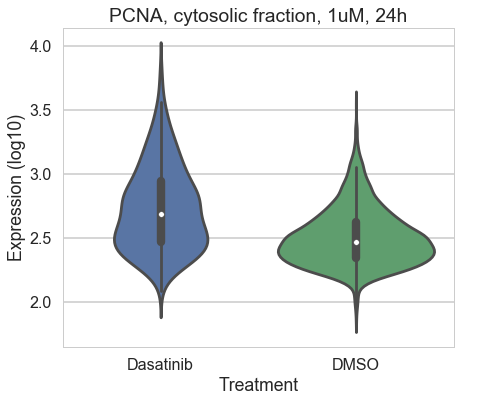 PCNA, cytosolic fraction, 1uM, 24h
Expression (log10)
4.0
3.5
3.0
2.5
2.0
Dasatinib
DMSO
Treatment